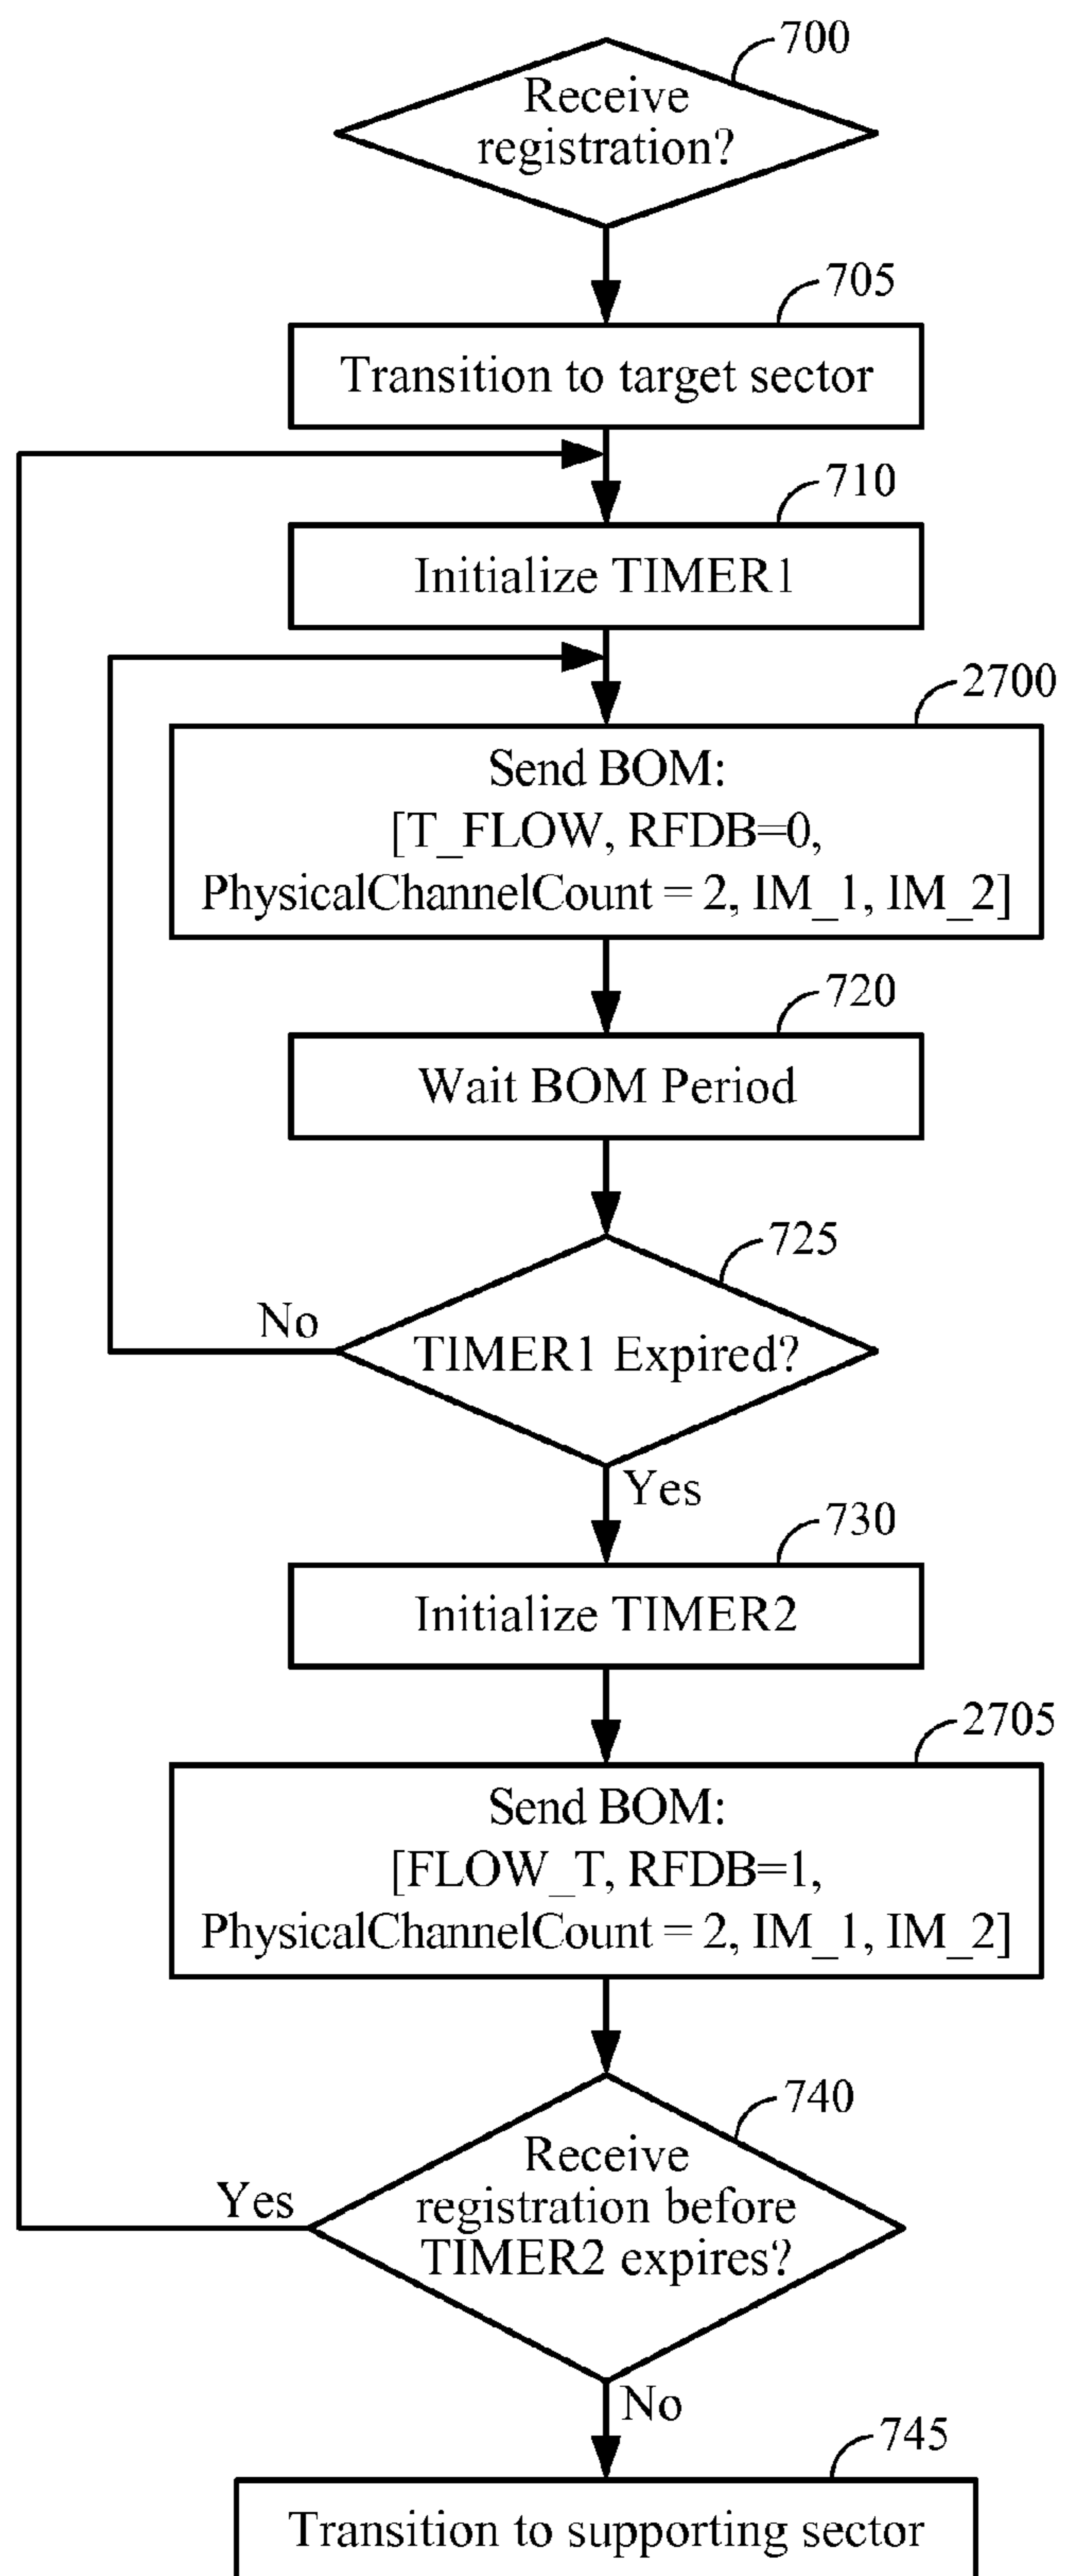 700
Receive
registration?
705
Transition to target sector
710
Initialize TIMER1
2700
Send BOM:
[T_FLOW, RFDB=0,
PhysicalChannelCount = 2, IM_1, IM_2]
720
Wait BOM Period
725
No
TIMER1 Expired?
Yes
730
Initialize TIMER2
2705
Send BOM:
[FLOW_T, RFDB=1,
PhysicalChannelCount = 2, IM_1, IM_2]
740
Receive
Yes
registration before
TIMER2 expires?
No
745
Transition to supporting sector